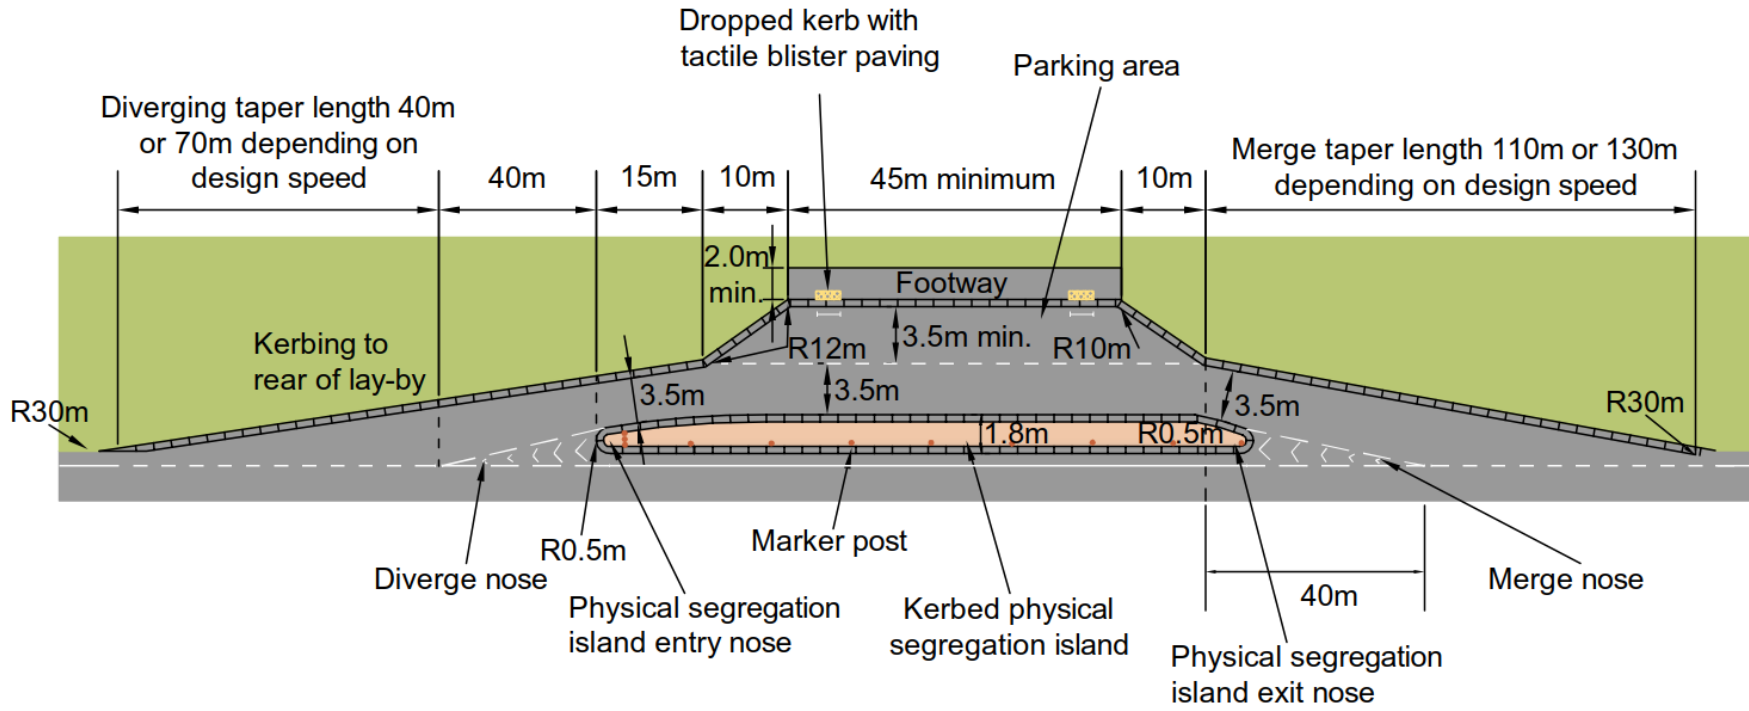 Dropped kerb with
tactile blister paving
Parking area
Diverging taper length 40m
or 70m depending on
design speed
40m
15m
10m
45m minimum
10m
Merge taper length 110m or 130m
depending on design speed
2.0m
min.
Footway
Kerbing to
rear of lay-by
R12m
3.5m min.
R10m
R30m
3.5m
3.5m
3.5m
R30m
1.8m
R0.5m
R0.5m
Diverge nose
Physical segregation
island entry nose
Marker post
Kerbed physical
segregation island
Physical segregation
island exit nose
40m
Merge nose